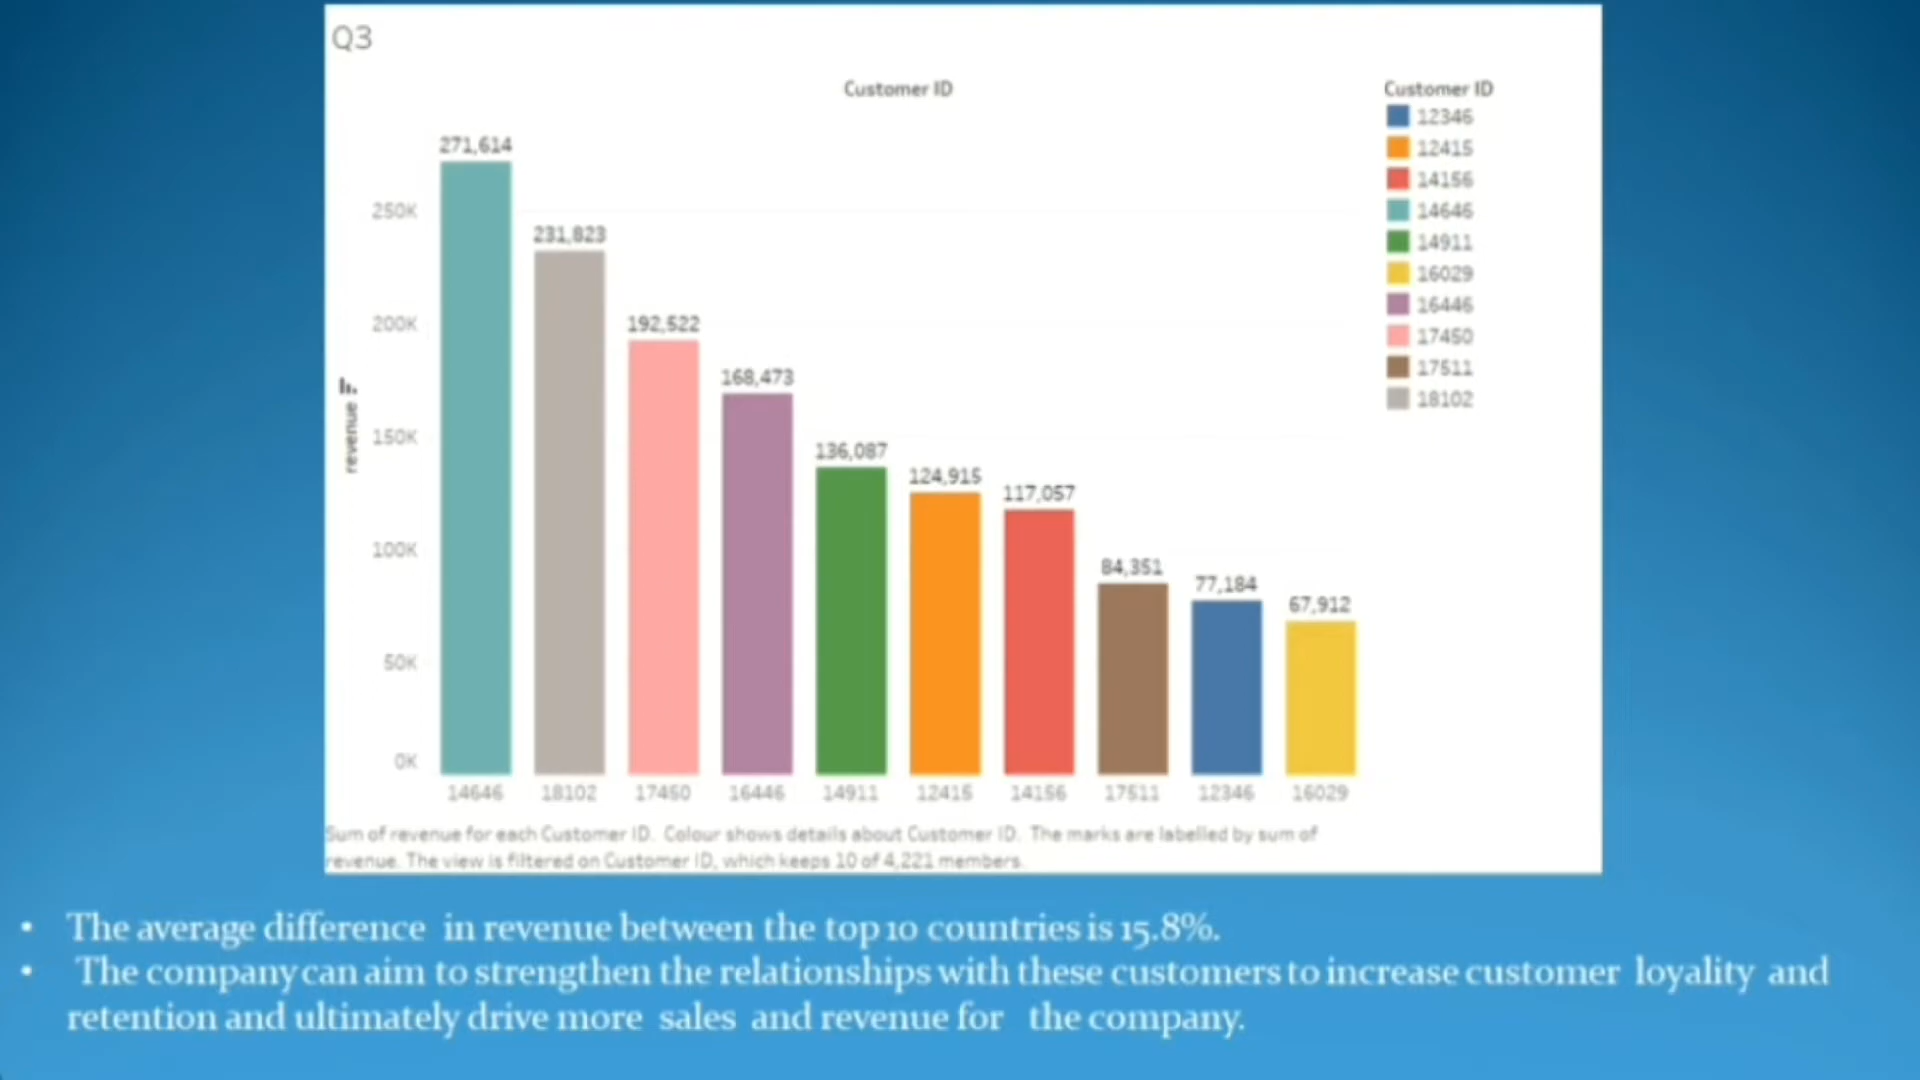 Q3
Customer ID
Customer ID
12346
12415
14156
14646
14911
16029
16446
17450
17511
18102
271,614
231,823
192,522
168,473
136,087
124,915
117,057
84,351
77,184
67,912
250K
200K
150K
100K
50K
0K
revenue
14646 18102 17450 16446 14911 12415 14156 17511 12346 16029
Sum of revenue for each Customer ID. Colour shows details about Customer ID. The marks are labelled by sum of
revenue. The view is filtered on Customer ID, which keeps 10 of 4,221 members.
• The average difference in revenue between the top 10 countries is 15.8%.
• The company can aim to strengthen the relationships with these customers to increase customer loyality and
retention and ultimately drive more sales and revenue for the company.